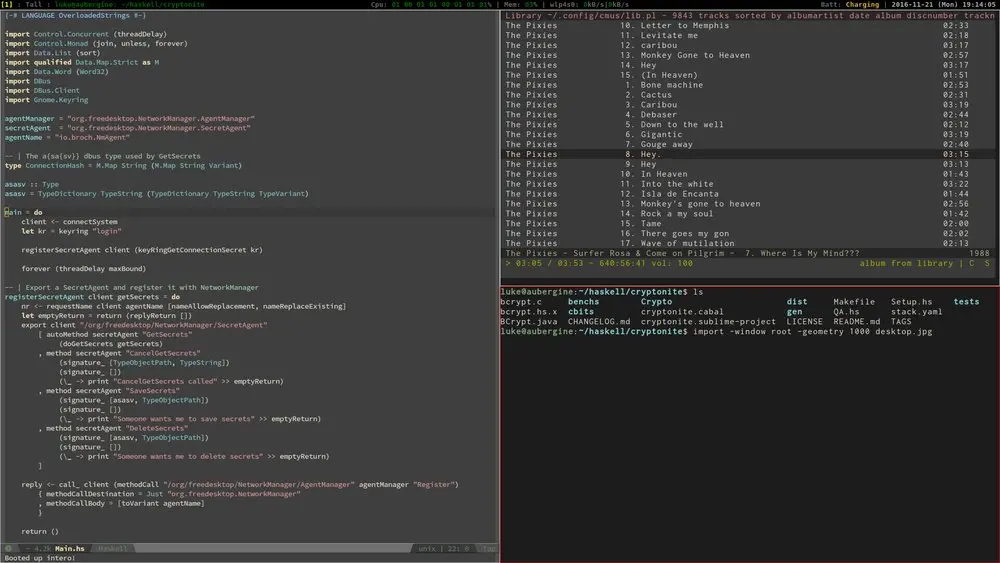 [1] : Tall : luke@aubergine: ~/haskell/cryptonite
Cpu: 01 00 01 01 00 01 01 01% | Mem: 03% | wlp4s0: 0kB/s|0kB/s
Batt: Charging | 2016-11-21 (Mon) 19:14:05
{-# LANGUAGE OverloadedStrings #-}
import Control.Concurrent (threadDelay)
import Control.Monad (join, unless, forever)
import Data.List (sort)
import qualified Data.Map.Strict as M
import Data.Word (Word32)
import DBus
import DBus.Client
import Gnome.Keyring
agentManager = "org.freedesktop.NetworkManager.AgentManager"
secretAgent  = "org.freedesktop.NetworkManager.SecretAgent"
agentName = "io.broch.NmAgent"
-- | The a{sa{sv}} dbus type used by GetSecrets
type ConnectionHash = M.Map String (M.Map String Variant)
asasv :: Type
asasv = TypeDictionary TypeString (TypeDictionary TypeString TypeVariant)
main = do
    client <- connectSystem
    let kr = keyring "login"
    registerSecretAgent client (keyRingGetConnectionSecret kr)
    forever (threadDelay maxBound)
-- | Export a SecretAgent and register it with NetworkManager
registerSecretAgent client getSecrets = do
    nr <- requestName client agentName [nameAllowReplacement, nameReplaceExisting]
    let emptyReturn = return (replyReturn [])
    export client "/org/freedesktop/NetworkManager/SecretAgent"
        [ autoMethod secretAgent "GetSecrets"
             (doGetSecrets getSecrets)
        , method secretAgent "CancelGetSecrets"
             (signature_ [TypeObjectPath, TypeString])
             (signature_ [])
             (\_ -> print "CancelGetSecrets called" >> emptyReturn)
        , method secretAgent "SaveSecrets"
             (signature_ [asasv, TypeObjectPath])
             (signature_ [])
             (\_ -> print "Someone wants me to save secrets" >> emptyReturn)
        , method secretAgent "DeleteSecrets"
             (signature_ [asasv, TypeObjectPath])
             (signature_ [])
             (\_ -> print "Someone wants me to delete secrets" >> emptyReturn)
        ]
    reply <- call_ client (methodCall "/org/freedesktop/NetworkManager/AgentManager" agentManager "Register")
        { methodCallDestination = Just "org.freedesktop.NetworkManager"
        , methodCallBody = [toVariant agentName]
        }
    return ()
- 4.2k Main.hs Haskell unix | 22: 0 Top
Booted up intero!
Library ~/.config/cmus/lib.pl - 9843 tracks sorted by albumartist date album discnumber trackn
The Pixies 10. Letter to Memphis 02:33
The Pixies 11. Levitate me 02:18
The Pixies 12. caribou 03:17
The Pixies 13. Monkey Gone to Heaven 02:57
The Pixies 14. Hey 03:17
The Pixies 15. (In Heaven) 01:51
The Pixies 1. Bone machine 02:53
The Pixies 2. Cactus 02:31
The Pixies 3. Caribou 03:19
The Pixies 4. Debaser 02:44
The Pixies 5. Down to the well 02:12
The Pixies 6. Gigantic 03:19
The Pixies 7. Gouge away 02:40
The Pixies 8. Hey. 03:15
The Pixies 9. Hey 03:13
The Pixies 10. In Heaven 01:43
The Pixies 11. Into the white 03:22
The Pixies 12. Isla de Encanta 01:44
The Pixies 13. Monkey's gone to heaven 02:56
The Pixies 14. Rock a my soul 01:42
The Pixies 15. Tame 02:00
The Pixies 16. There goes my gon 02:02
The Pixies 17. Wave of mutilation 02:13
The Pixies - Surfer Rosa & Come on Pilgrim -  7. Where Is My Mind??? 1988
> 03:05 / 03:53 - 640:56:41 vol: 100 album from library | C  S
luke@aubergine:~/haskell/cryptonite$ ls
bcrypt.c benchs Crypto dist Makefile Setup.hs tests
bcrypt.hs.x cbits cryptonite.cabal gen QA.hs stack.yaml
BCrypt.java CHANGELOG.md cryptonite.sublime-project LICENSE README.md TAGS
luke@aubergine:~/haskell/cryptonite$ import -window root -geometry 1000 desktop.jpg